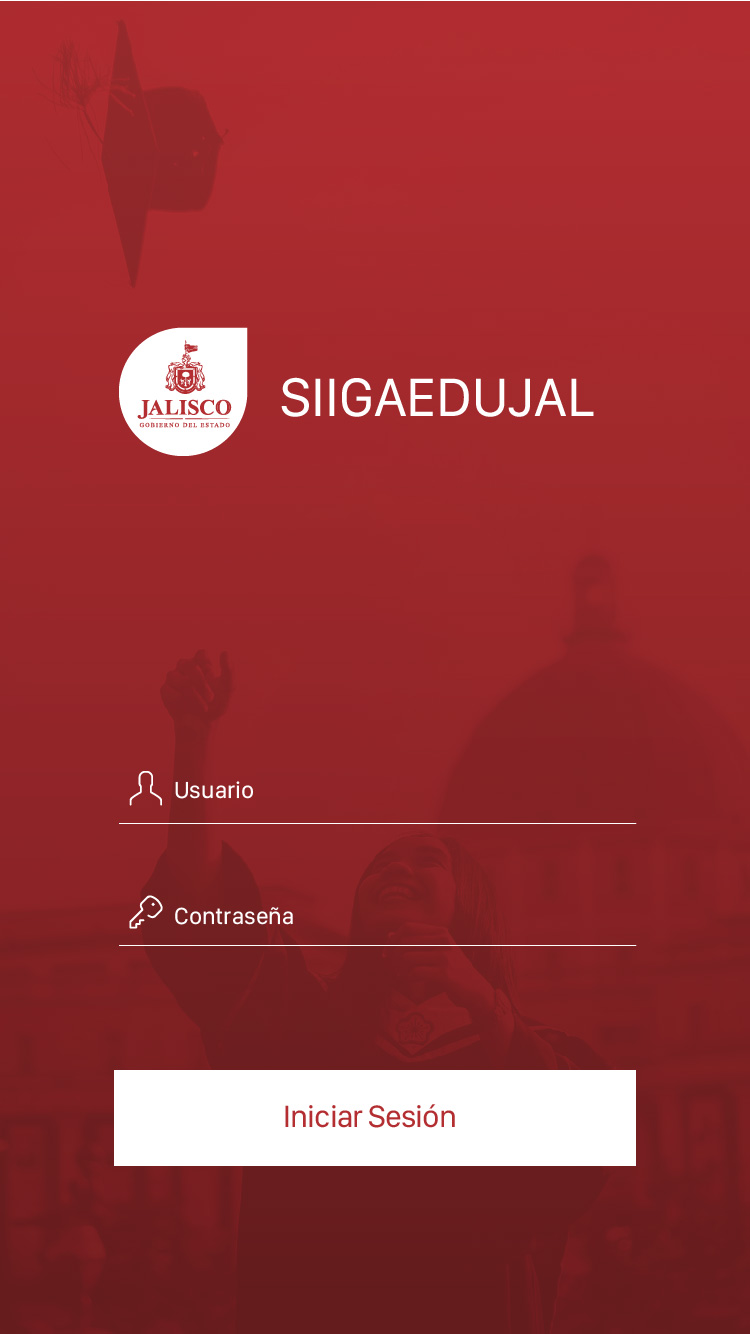 JALISCO
GOBIERNO DEL ESTADO
SIIGAEDUJAL
Usuario
Contraseña
Iniciar Sesión